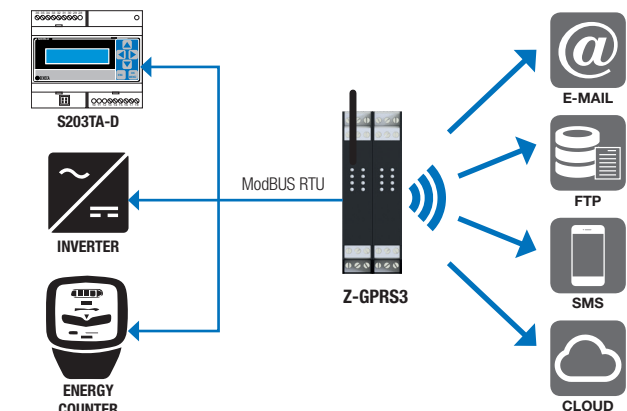 S203TA-D
INVERTER
ENERGY
COUNTER
ModBUS RTU
Z-GPRS3
@
E-MAIL
FTP
SMS
CLOUD